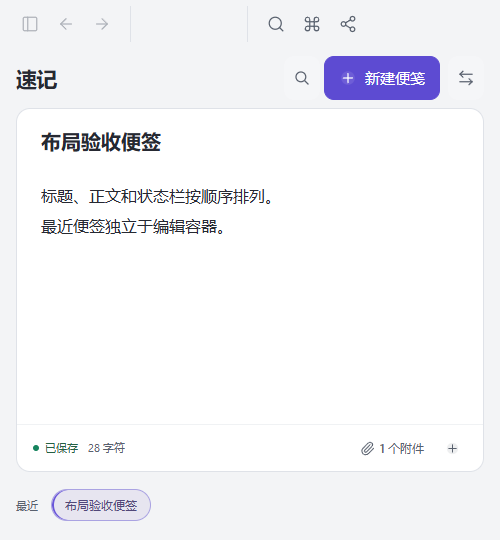 速记
新建便笺
布局验收便签
标题、正文和状态栏按顺序排列。
最近便签独立于编辑容器。
已保存 28 字符
1 个附件
最近
布局验收便签